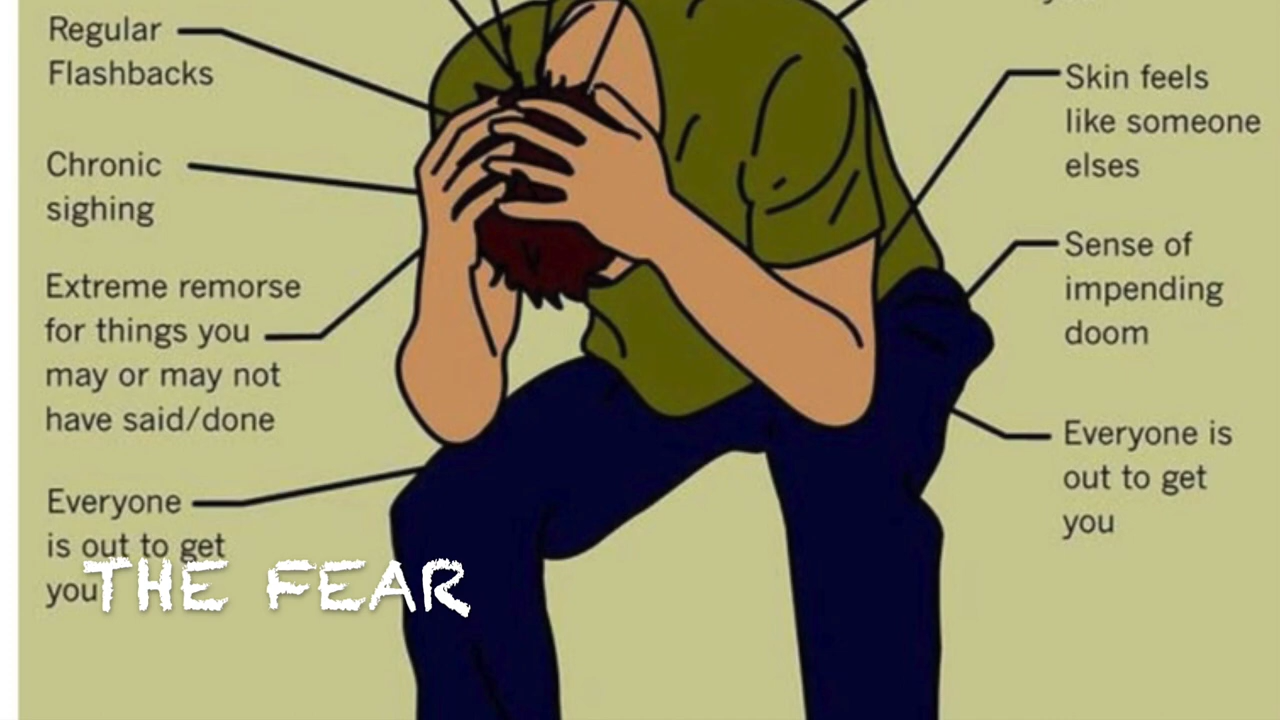 Regular
Flashbacks
Chronic
sighing
Extreme remorse
for things you
may or may not
have said/done
Everyone
is out to get
you
THE FEAR
Skin feels
like someone
elses
Sense of
impending
doom
Everyone is
out to get
you